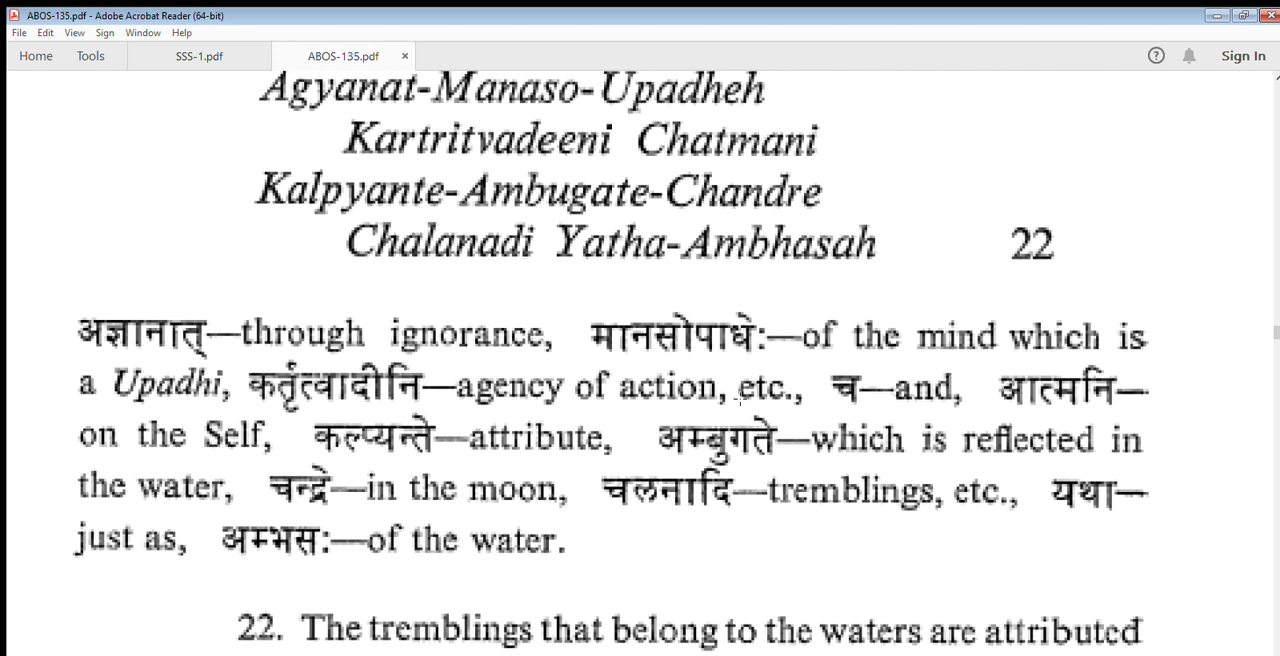 ABOS-135.pdf - Adobe Acrobat Reader (64-bit)
File Edit View Sign Window Help
Home Tools SSS-1.pdf ABOS-135.pdf × Sign In
Agyanat-Manaso-Upadheh
Kartritvadeeni Chatmani
Kalpyante-Ambugate-Chandre
Chalanadi Yatha-Ambhasah 22
अज्ञानात्—through ignorance, मानसोपाधे:—of the mind which is
a Upadhi, कर्तृत्वादीनि—agency of action, etc., च—and, आत्मनि—
on the Self, कल्प्यन्ते—attribute, अम्बुगते—which is reflected in
the water, चन्द्रे—in the moon, चलनादि—tremblings, etc., यथा—
just as, अम्भस:—of the water.
22. The tremblings that belong to the waters are attributed